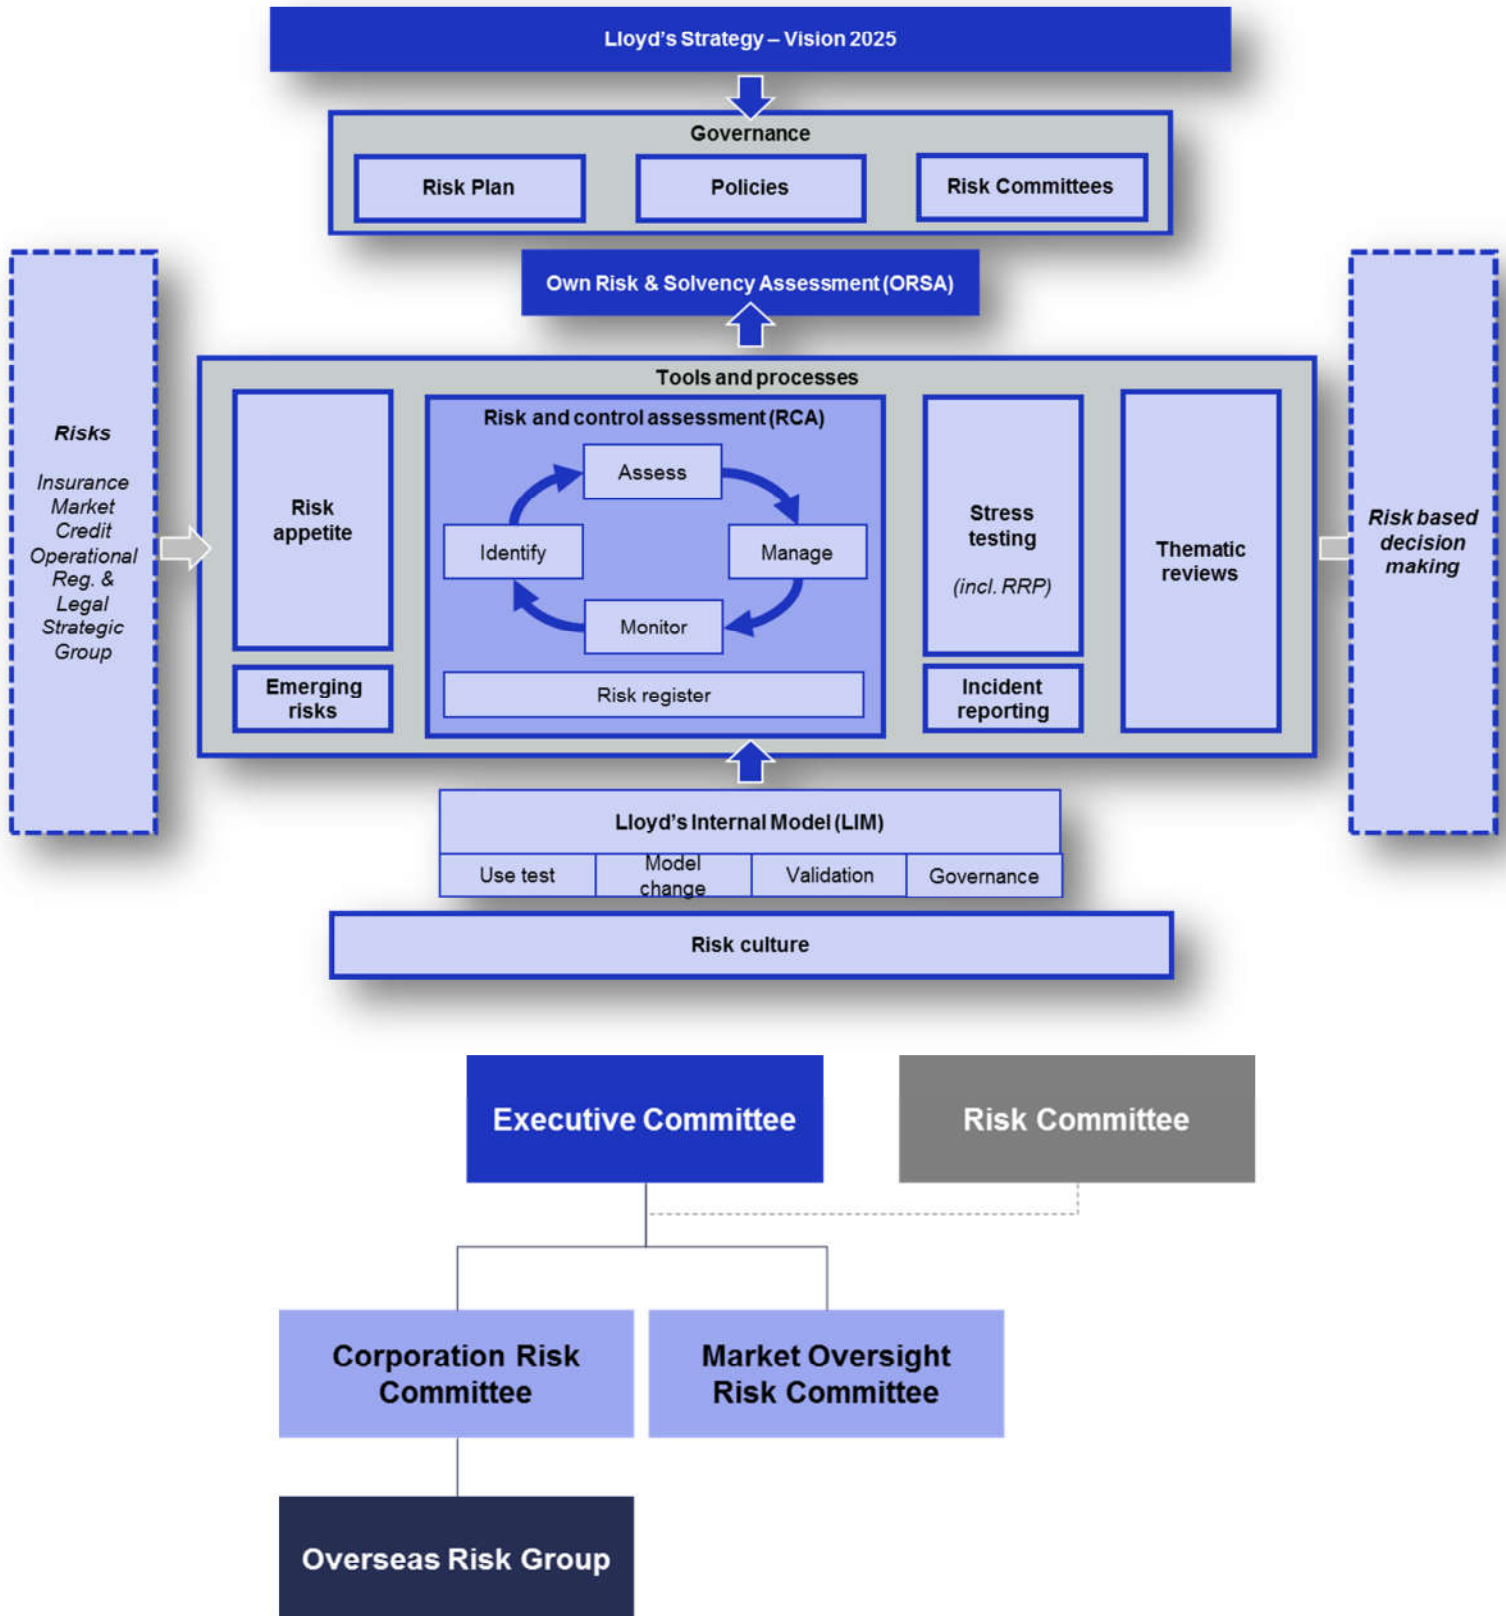 Lloyd's Strategy – Vision 2025
Governance
Risk Plan
Policies
Risk Committees
Own Risk & Solvency Assessment (ORSA)
Risks
Insurance
Market
Credit
Operational
Reg. &
Legal
Strategic
Group
Tools and processes
Risk
appetite
Emerging
risks
Risk and control assessment (RCA)
Assess
Identify
Manage
Monitor
Risk register
Stress
testing
(incl. RRP)
Incident
reporting
Thematic
reviews
Risk based
decision
making
Lloyd's Internal Model (LIM)
Use test
Model
change
Validation
Governance
Risk culture
Executive Committee
Risk Committee
Corporation Risk
Committee
Market Oversight
Risk Committee
Overseas Risk Group